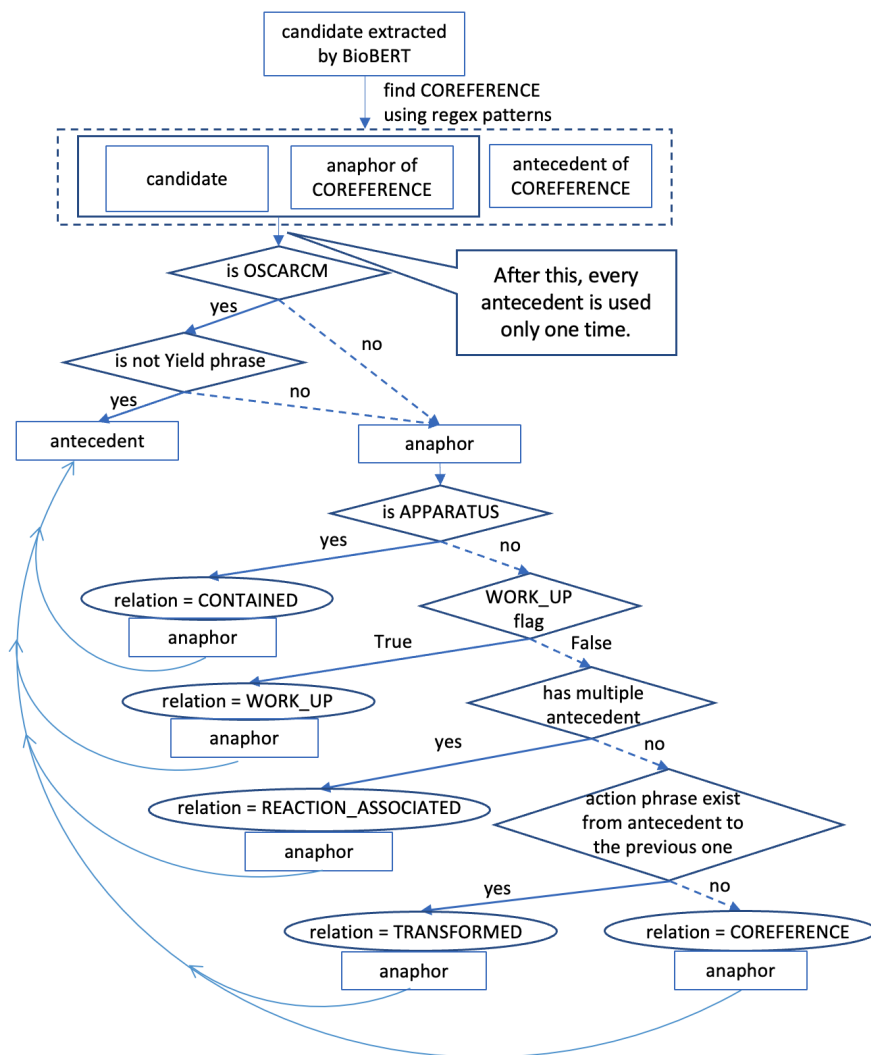 candidate extracted
by BioBERT
find COREFERENCE
using regex patterns
candidate
anaphor of
COREFERENCE
antecedent of
COREFERENCE
is OSCARCM
After this, every
antecedent is used
only one time.
yes
no
is not Yield phrase
no
yes
antecedent
anaphor
is APPARATUS
yes
no
relation = CONTAINED
anaphor
WORK_UP
flag
True
False
relation = WORK_UP
anaphor
has multiple
antecedent
yes
no
relation = REACTION_ASSOCIATED
anaphor
action phrase exist
from antecedent to
the previous one
yes
no
relation = TRANSFORMED
anaphor
relation = COREFERENCE
anaphor